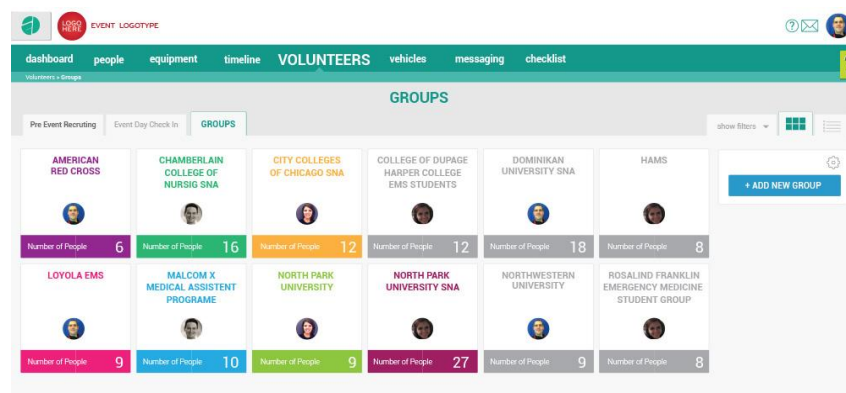 LOGO
HERE
EVENT LOGOTYPE
dashboard people equipment timeline VOLUNTEERS vehicles messaging checklist
Volunteers > Groups
GROUPS
Pre Event Recruting Event Day Check In GROUPS show filters
AMERICAN
RED CROSS
Number of People 6
CHAMBERLAIN
COLLEGE OF
NURSIG SNA
Number of People 16
CITY COLLEGES
OF CHICAGO SNA
Number of People 12
COLLEGE OF DUPAGE
HARPER COLLEGE
EMS STUDENTS
Number of People 12
DOMINIKAN
UNIVERSITY SNA
Number of People 18
HAMS
Number of People 8
+ ADD NEW GROUP
LOYOLA EMS
Number of People 9
MALCOM X
MEDICAL ASSISTENT
PROGRAME
Number of People 10
NORTH PARK
UNIVERSITY
Number of People 9
NORTH PARK
UNIVERSITY SNA
Number of People 27
NORTHWESTERN
UNIVERSITY
Number of People 9
ROSALIND FRANKLIN
EMERGENCY MEDICINE
STUDENT GROUP
Number of People 8